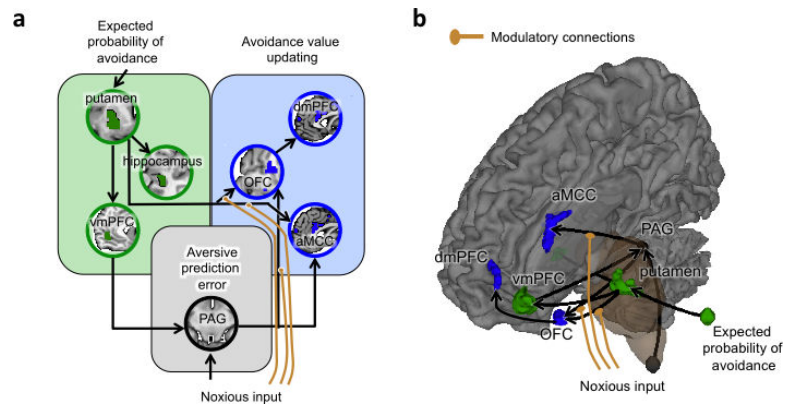 a
Expected
probability of
avoidance
Avoidance value
updating
putamen
dmPFC
hippocampus
OFC
vmPFC
aMCC
Aversive
prediction
error
PAG
Noxious input
b
Modulatory connections
aMCC
PAG
dmPFC
vmPFC
putamen
OFC
Expected
probability of
avoidance
Noxious input